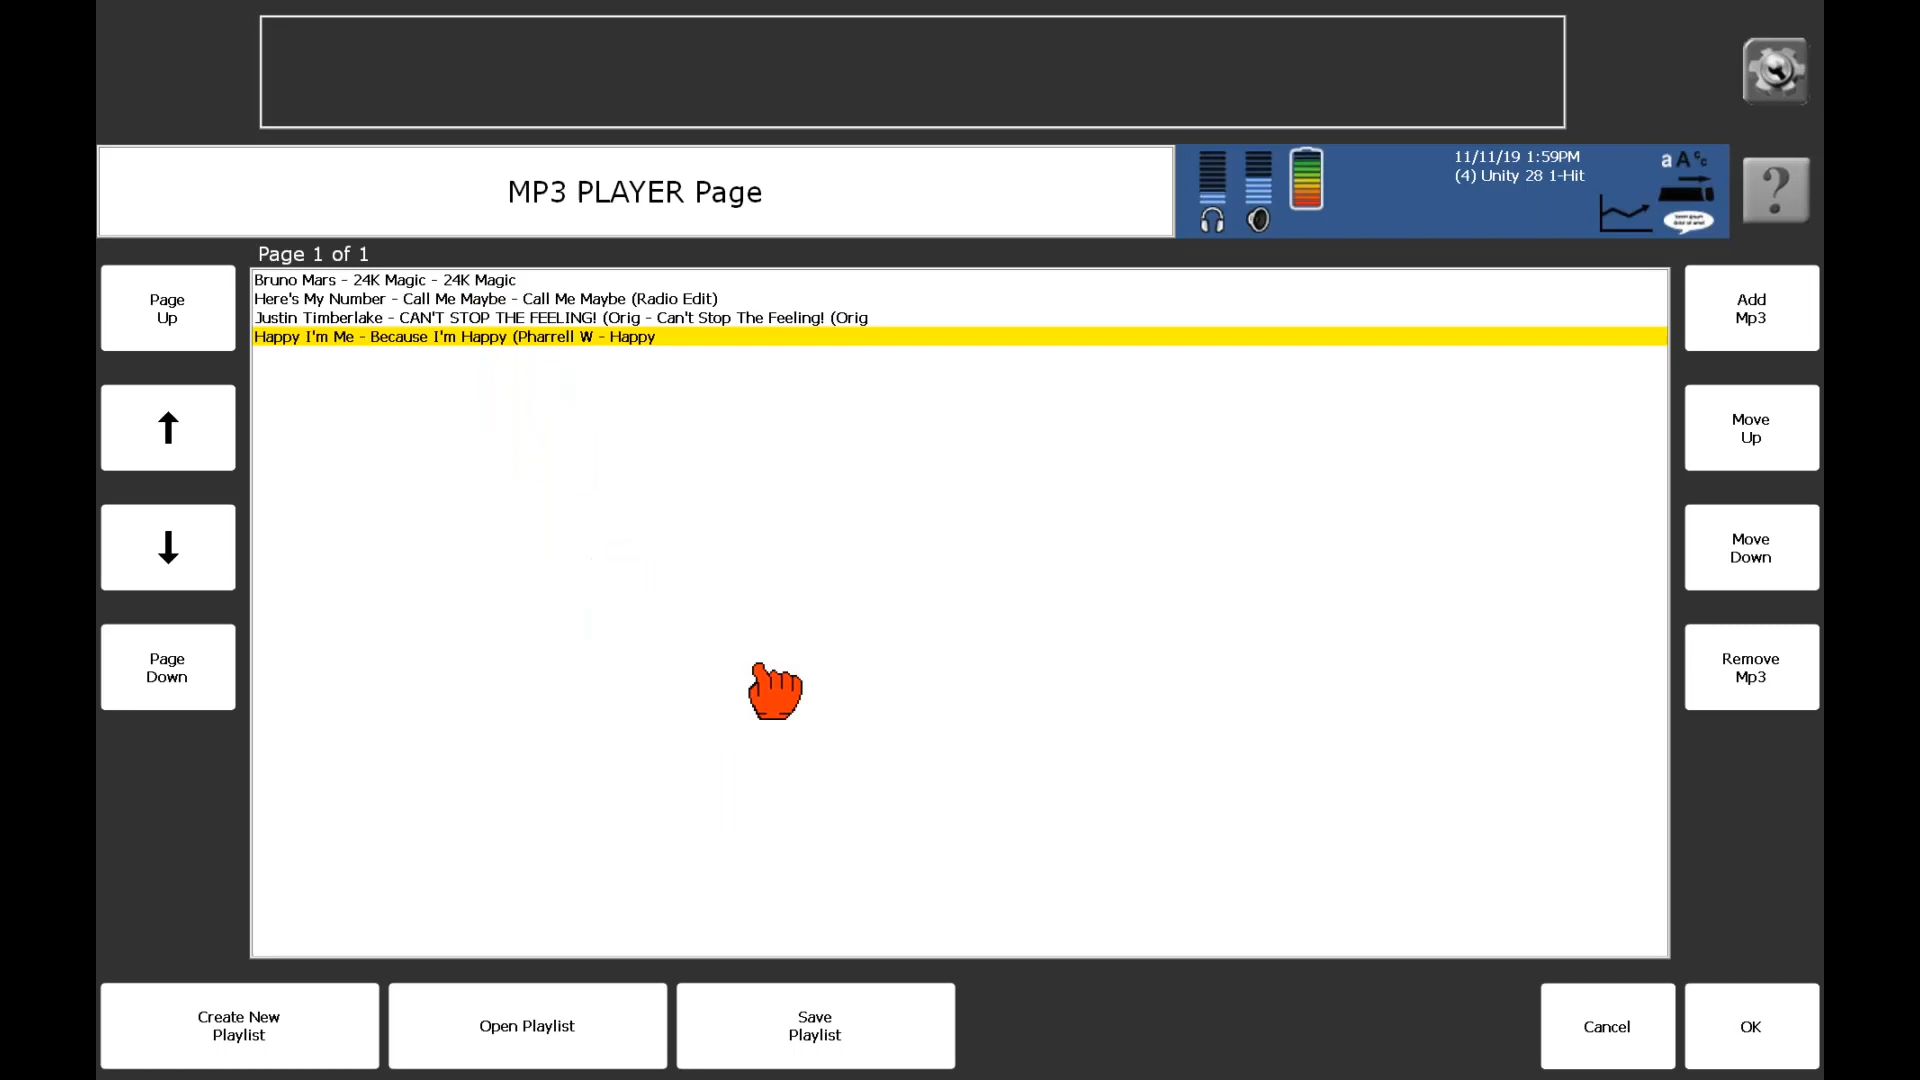 11/11/19 1:59PM
a A c c
MP3 PLAYER Page
(4) Unity 28 1-Hit
?
Page 1 of 1
Page
Up
Bruno Mars - 24K Magic - 24K Magic
Here's My Number - Call Me Maybe - Call Me Maybe (Radio Edit)
Justin Timberlake - CAN'T STOP THE FEELING! (Orig - Can't Stop The Feeling! (Orig
Happy I'm Me - Because I'm Happy (Pharrell W - Happy
Add
Mp3
Move
Up
Move
Down
Page
Down
Remove
Mp3
Create New
Playlist
Open Playlist
Save
Playlist
Cancel
OK